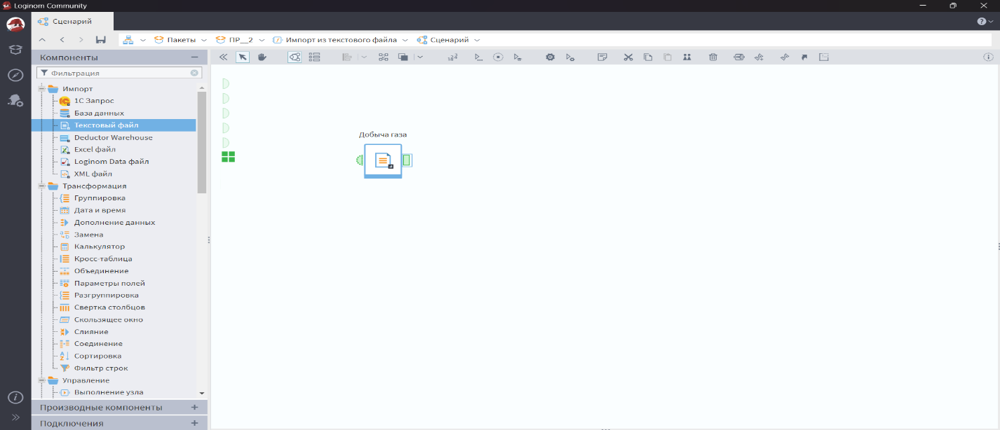 Loginom Community
Сценарий
Пакеты
ПР__2
Импорт из текстового файла
Сценарий
Компоненты
Фильтрация
Импорт
1С Запрос
База данных
Текстовый файл
Deductor Warehouse
Excel файл
Loginom Data файл
XML файл
Трансформация
Группировка
Дата и время
Дополнение данных
Замена
Калькулятор
Кросс-таблица
Объединение
Параметры полей
Разгруппировка
Свертка столбцов
Скользящее окно
Слияние
Соединение
Сортировка
Фильтр строк
Управление
Выполнение узла
Производные компоненты
Подключения
Добыча газа